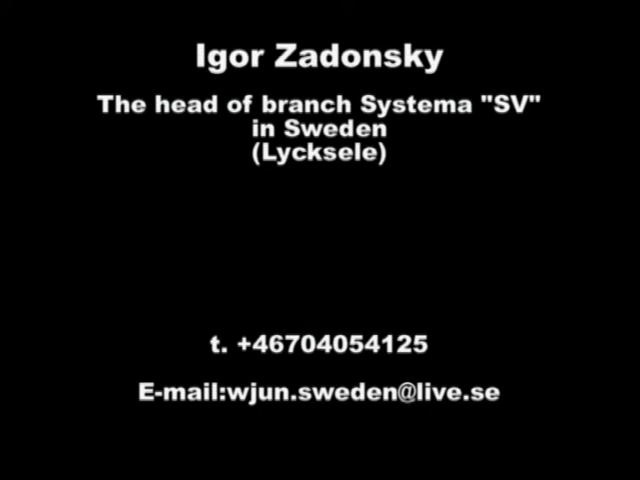 Igor Zadonsky
The head of branch Systema "SV"
in Sweden
(Lycksele)
t. +46704054125
E-mail:wjun.sweden@live.se